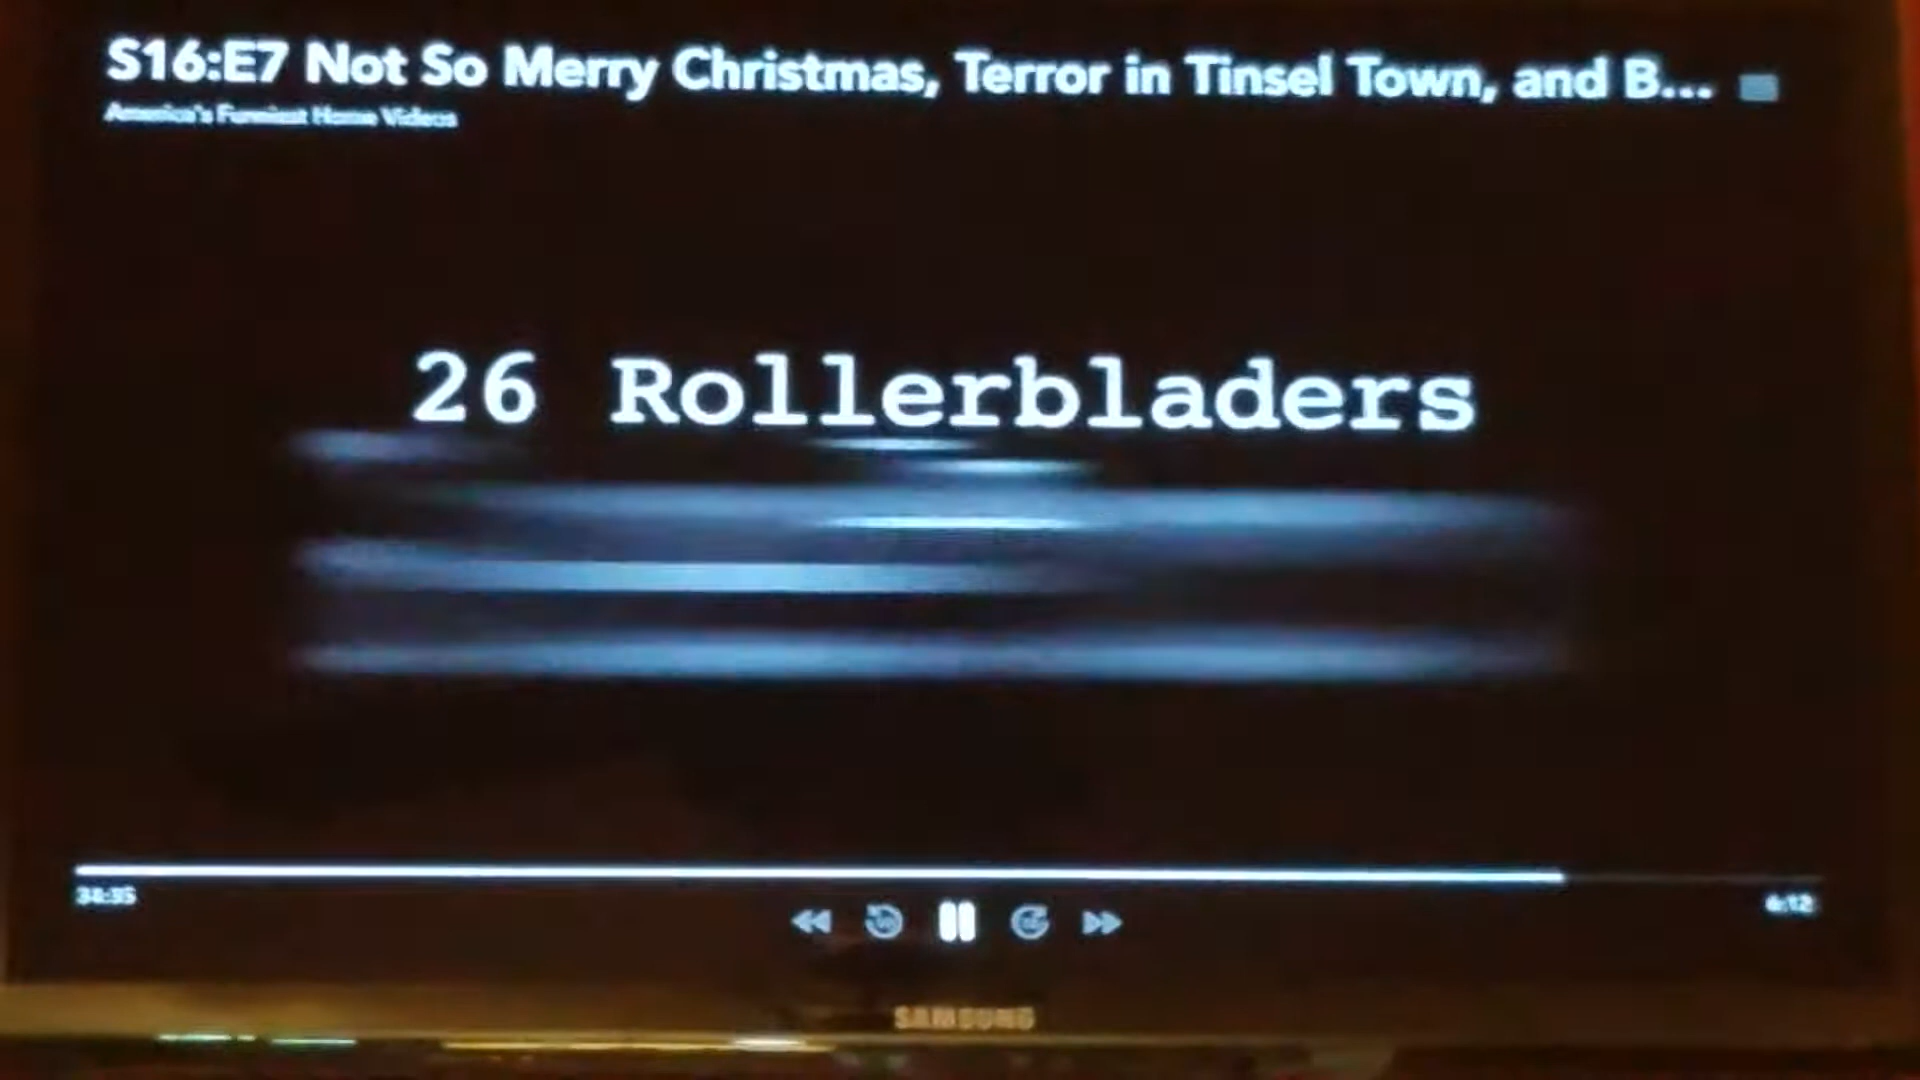 S16:E7 Not So Merry Christmas, Terror in Tinsel Town, and B...
America's Funniest Home Videos
26 Rollerbladers
34:35
6:12
SAMSUNG